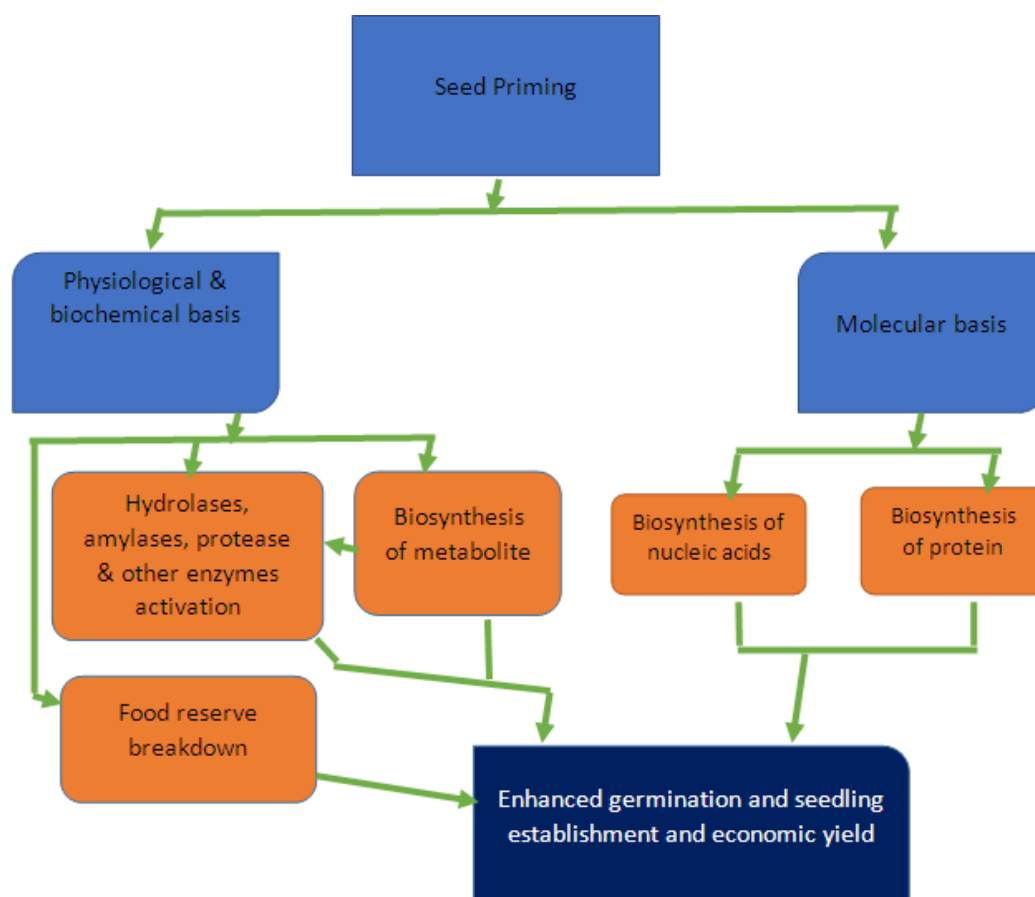 Seed Priming
Physiological &
biochemical basis
Molecular basis
Hydrolases,
amylases, protease
& other enzymes
activation
Biosynthesis
of metabolite
Biosynthesis of
nucleic acids
Biosynthesis
of protein
Food reserve
breakdown
Enhanced germination and seedling
establishment and economic yield